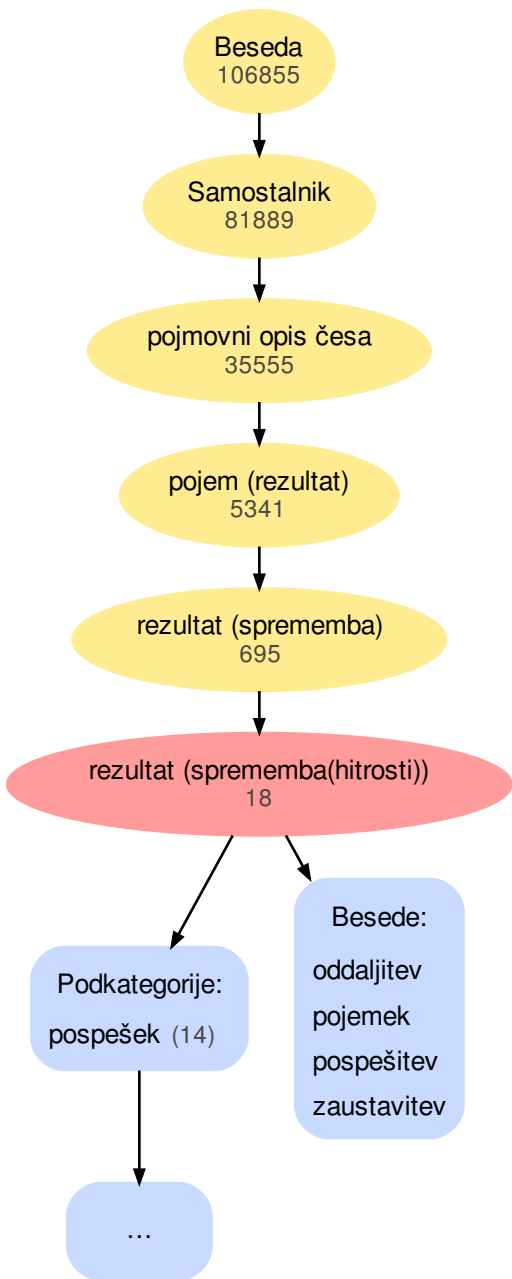 Beseda
106855
Samostalnik
81889
pojmovni opis česa
35555
pojem (rezultat)
5341
rezultat (sprememba)
695
rezultat (sprememba(hitrosti))
18
Podkategorije:
pospešek (14)
...
Besede:
oddaljitev
pojemek
pospešitev
zaustavitev